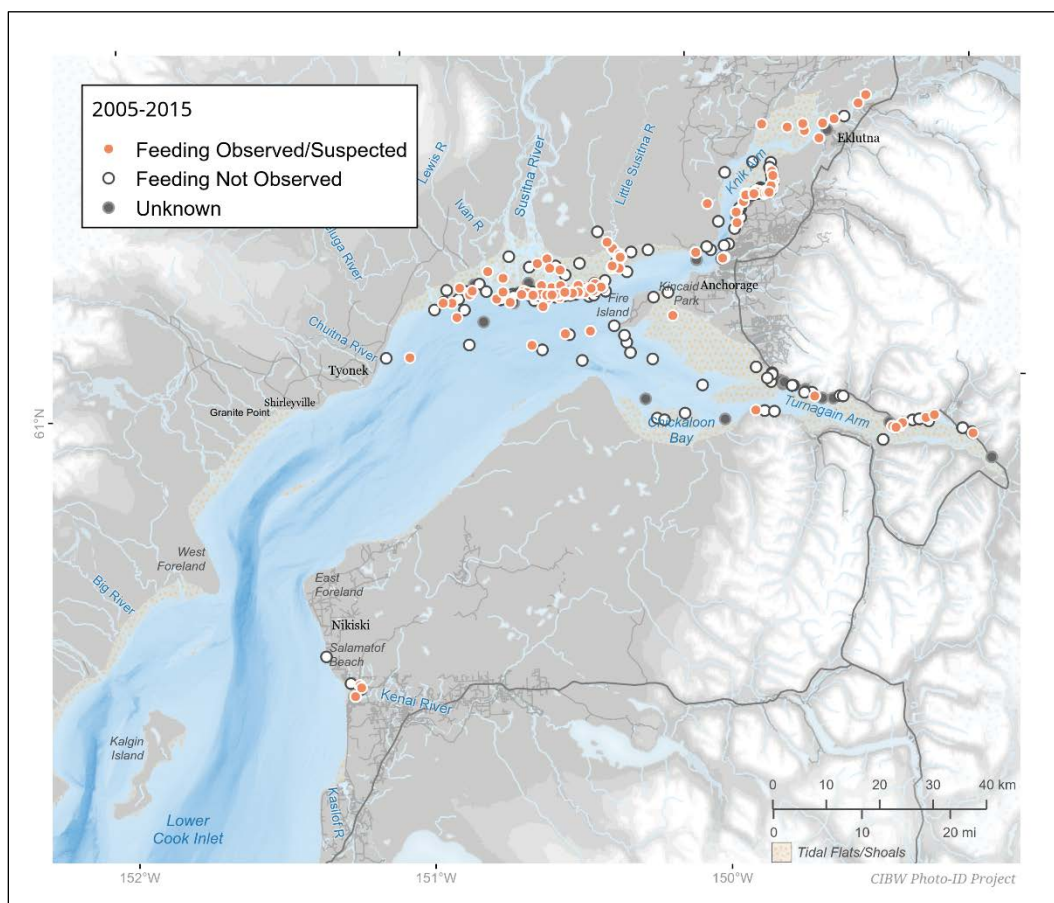 2005-2015
Feeding Observed/Suspected
Feeding Not Observed
Unknown
Lewis R
Ivan R
Susitna River
Little Susitna R
Knik Arm
Eklutna
River
Chuitna River
Tyonek
Shirleyville
Granite Point
Fire
Island
Kincaid
Park
Anchorage
Turnagain Arm
Chickaloon
Bay
61°N
West
Foreland
Big River
East
Foreland
Nikiski
Salamatof
Beach
Kenai River
Kalgin
Island
Kasilof R
Lower
Cook Inlet
0 10 20 30 40 km
0 10 20 mi
Tidal Flats/Shoals
152°W
151°W
150°W
CIBW Photo-ID Project